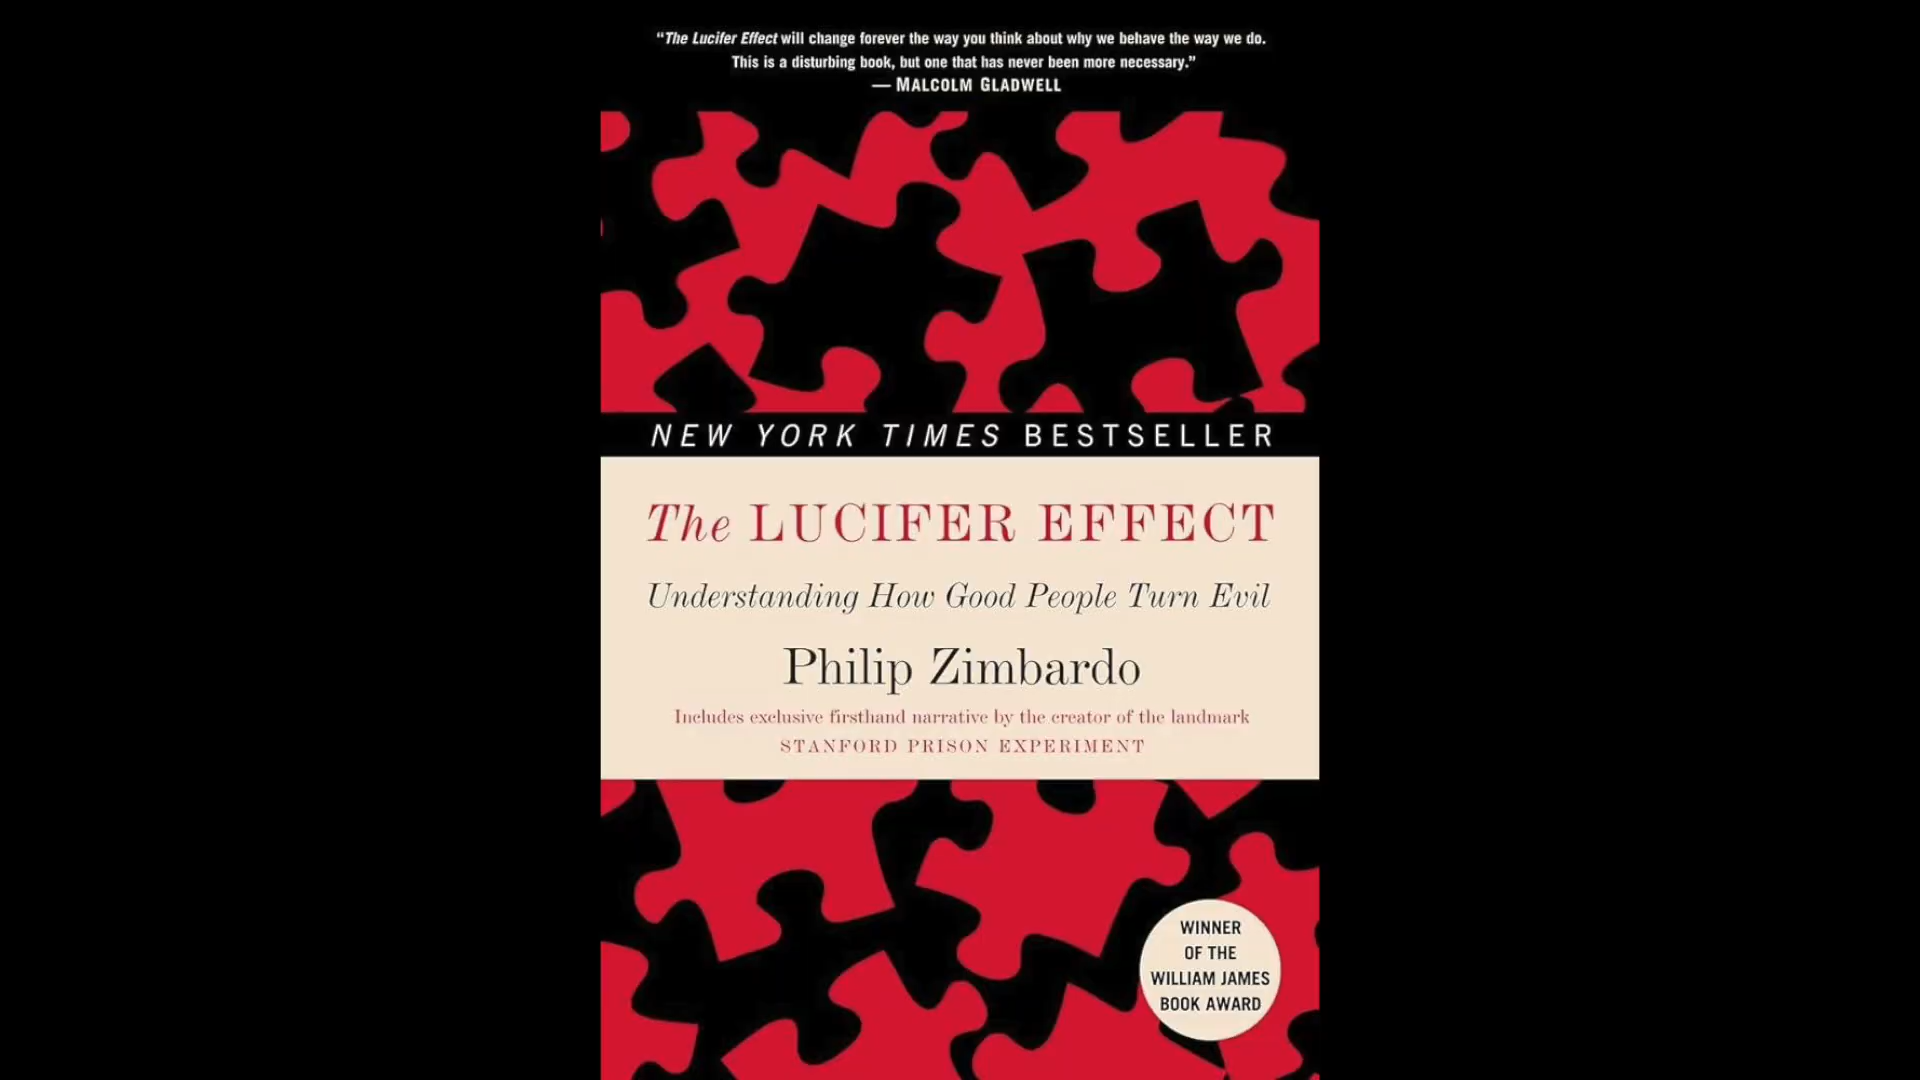 “The Lucifer Effect will change forever the way you think about why we behave the way we do.
This is a disturbing book, but one that has never been more necessary.”
— MALCOLM GLADWELL
NEW YORK TIMES BESTSELLER
The LUCIFER EFFECT
Understanding How Good People Turn Evil
Philip Zimbardo
Includes exclusive firsthand narrative by the creator of the landmark
STANFORD PRISON EXPERIMENT
WINNER
OF THE
WILLIAM JAMES
BOOK AWARD